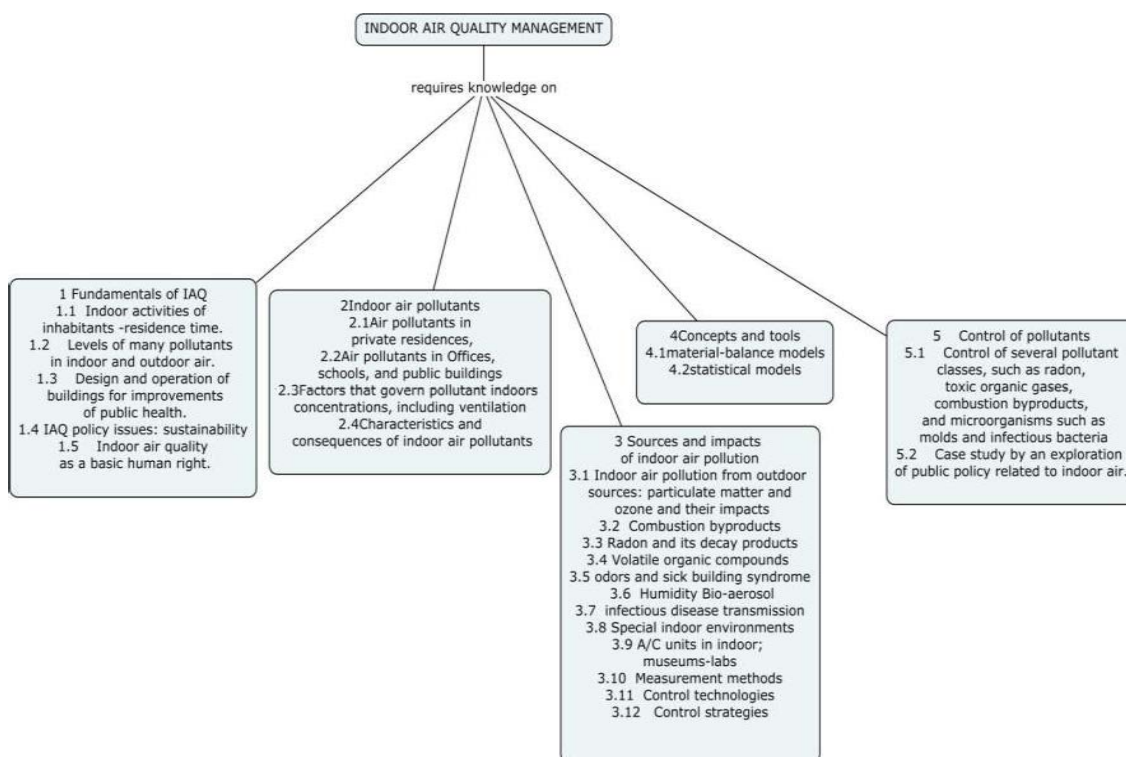 INDOOR AIR QUALITY MANAGEMENT
requires knowledge on
1 Fundamentals of IAQ
1.1 Indoor activities of
inhabitants -residence time.
1.2 Levels of many pollutants
in indoor and outdoor air.
1.3 Design and operation of
buildings for improvements
of public health.
1.4 IAQ policy issues: sustainability
1.5 Indoor air quality
as a basic human right.
2Indoor air pollutants
2.1Air pollutants in
private residences,
2.2Air pollutants in Offices,
schools, and public buildings
2.3Factors that govern pollutant indoors
concentrations, including ventilation
2.4Characteristics and
consequences of indoor air pollutants
3 Sources and impacts
of indoor air pollution
3.1 Indoor air pollution from outdoor
sources: particulate matter and
ozone and their impacts
3.2 Combustion byproducts
3.3 Radon and its decay products
3.4 Volatile organic compounds
3.5 odors and sick building syndrome
3.6 Humidity Bio-aerosol
3.7 infectious disease transmission
3.8 Special indoor environments
3.9 A/C units in indoor;
museums-labs
3.10 Measurement methods
3.11 Control technologies
3.12 Control strategies
4Concepts and tools
4.1material-balance models
4.2statistical models
5 Control of pollutants
5.1 Control of several pollutant
classes, such as radon,
toxic organic gases,
combustion byproducts,
and microorganisms such as
molds and infectious bacteria
5.2 Case study by an exploration
of public policy related to indoor air.